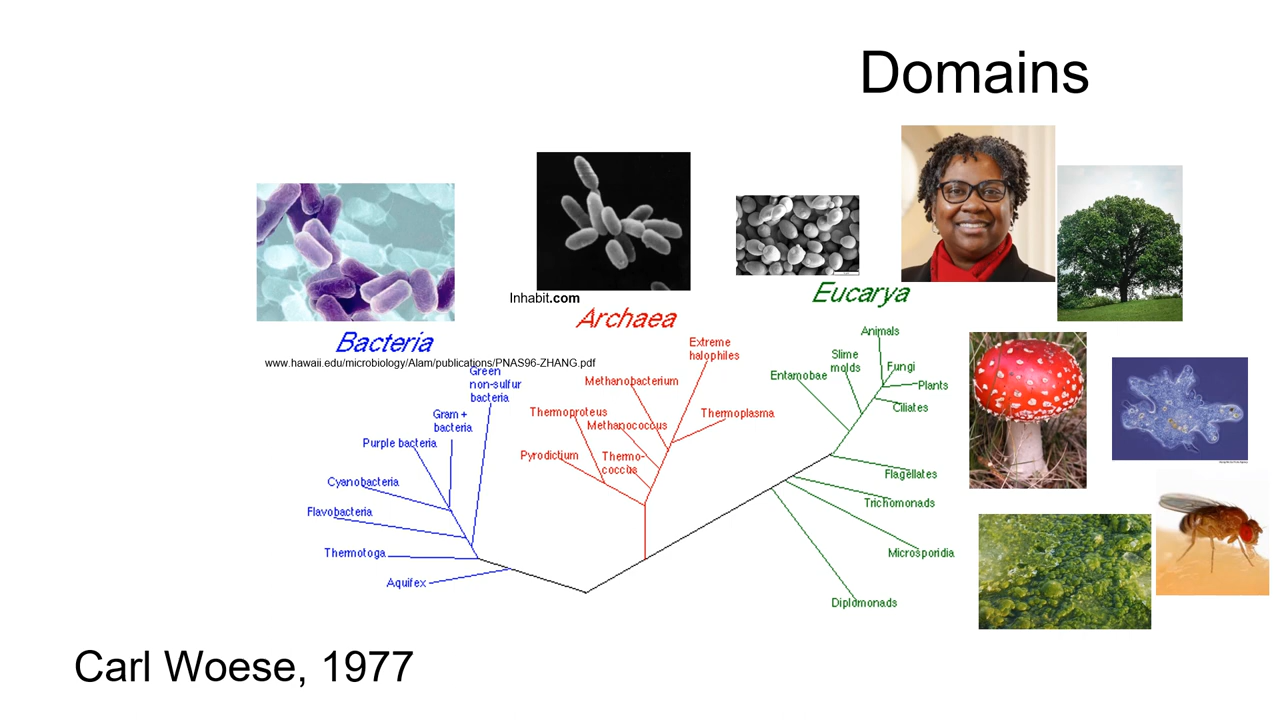 Domains
Inhabit.com
Eucarya
Archaea
Bacteria
www.hawaii.edu/microbiology/Alam/publications/PNAS96-ZHANG.pdf
Green
non-sulfur
bacteria
Gram +
bacteria
Purple bacteria
Cyanobacteria
Flavobacteria
Thermotoga
Aquifex
Extreme
halophiles
Methanobacterium
Thermoproteus
Methanococcus
Thermoplasma
Pyrodictium
Thermo-
coccus
Animals
Slime
molds
Entamobae
Fungi
Plants
Ciliates
Flagellates
Trichomonads
Microsporidia
Diplomonads
Carl Woese, 1977